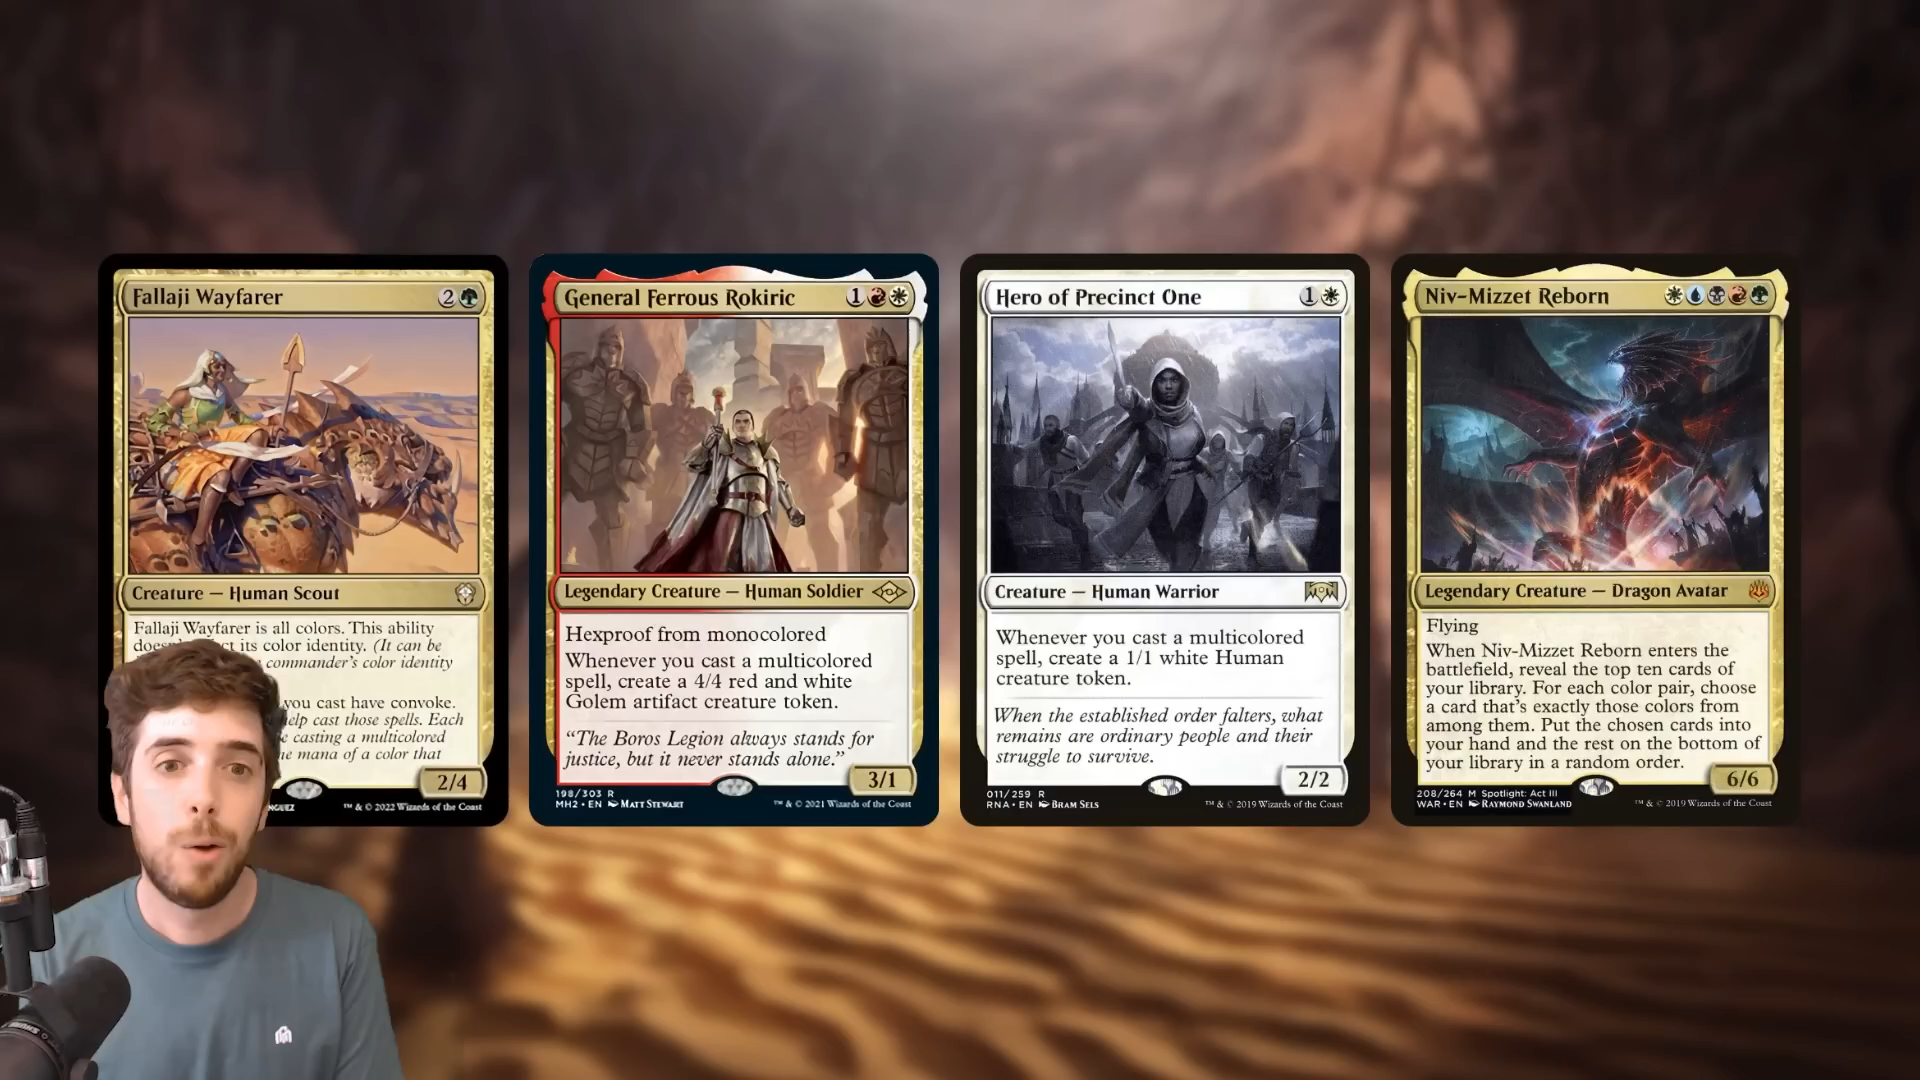 Fallaji Wayfarer
2
Creature — Human Scout
Fallaji Wayfarer is all colors. This ability
ct its color identity. (It can be
commander's color identity
you cast have convoke.
help cast those spells. Each
casting a multicolored
mana of a color that
2/4
™ & © 2022 Wizards of the Coast
General Ferrous Rokiric
1
Legendary Creature — Human Soldier
Hexproof from monocolored
Whenever you cast a multicolored
spell, create a 4/4 red and white
Golem artifact creature token.
“The Boros Legion always stands for
justice, but it never stands alone.”
3/1
198/303 R
MH2 • EN Matt Stewart
™ & © 2021 Wizards of the Coast
Hero of Precinct One
1
Creature — Human Warrior
Whenever you cast a multicolored
spell, create a 1/1 white Human
creature token.
When the established order falters, what
remains are ordinary people and their
struggle to survive.
2/2
011/259 R
RNA • EN Bram Sels
™ & © 2019 Wizards of the Coast
Niv-Mizzet Reborn
Legendary Creature — Dragon Avatar
Flying
When Niv-Mizzet Reborn enters the
battlefield, reveal the top ten cards of
your library. For each color pair, choose
a card that's exactly those colors from
among them. Put the chosen cards into
your hand and the rest on the bottom of
your library in a random order.
6/6
208/264 M Spotlight: Act III
WAR • EN Raymond Swanland
™ & © 2019 Wizards of the Coast